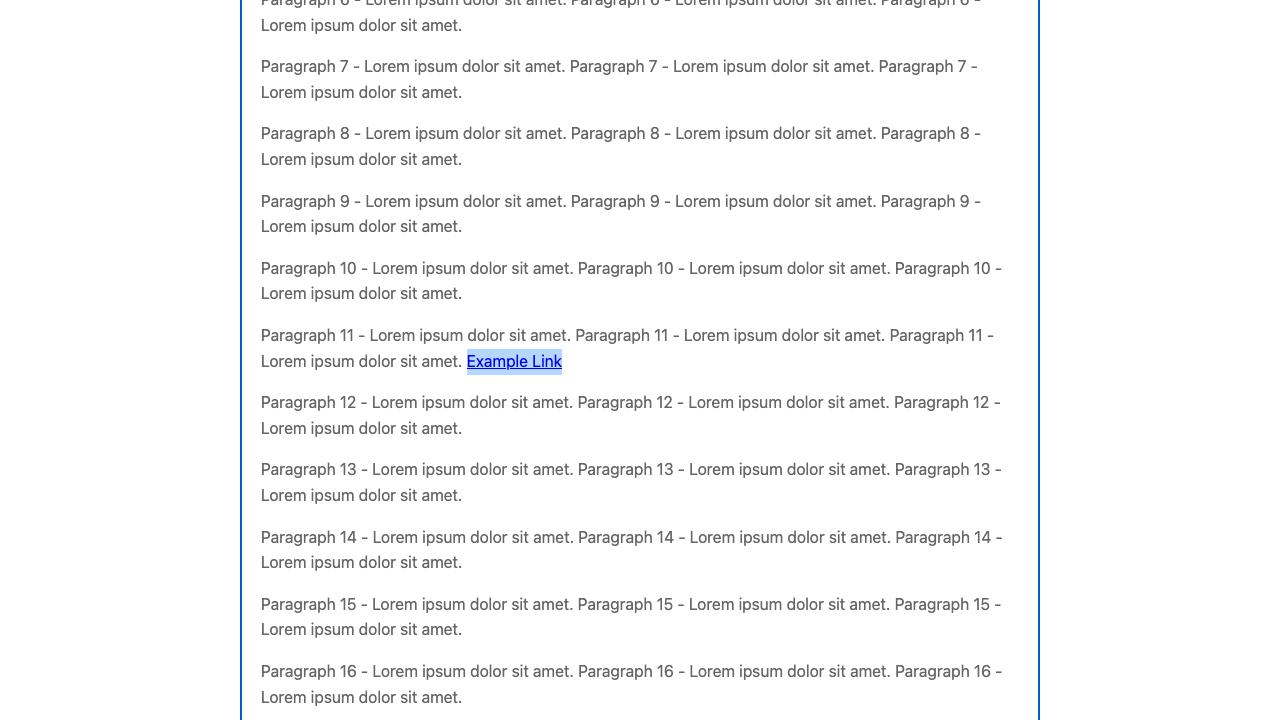 Paragraph 6 - Lorem ipsum dolor sit amet. Paragraph 6 - Lorem ipsum dolor sit amet. Paragraph 6 -
Lorem ipsum dolor sit amet.
Paragraph 7 - Lorem ipsum dolor sit amet. Paragraph 7 - Lorem ipsum dolor sit amet. Paragraph 7 -
Lorem ipsum dolor sit amet.
Paragraph 8 - Lorem ipsum dolor sit amet. Paragraph 8 - Lorem ipsum dolor sit amet. Paragraph 8 -
Lorem ipsum dolor sit amet.
Paragraph 9 - Lorem ipsum dolor sit amet. Paragraph 9 - Lorem ipsum dolor sit amet. Paragraph 9 -
Lorem ipsum dolor sit amet.
Paragraph 10 - Lorem ipsum dolor sit amet. Paragraph 10 - Lorem ipsum dolor sit amet. Paragraph 10 -
Lorem ipsum dolor sit amet.
Paragraph 11 - Lorem ipsum dolor sit amet. Paragraph 11 - Lorem ipsum dolor sit amet. Paragraph 11 -
Lorem ipsum dolor sit amet. Example Link
Paragraph 12 - Lorem ipsum dolor sit amet. Paragraph 12 - Lorem ipsum dolor sit amet. Paragraph 12 -
Lorem ipsum dolor sit amet.
Paragraph 13 - Lorem ipsum dolor sit amet. Paragraph 13 - Lorem ipsum dolor sit amet. Paragraph 13 -
Lorem ipsum dolor sit amet.
Paragraph 14 - Lorem ipsum dolor sit amet. Paragraph 14 - Lorem ipsum dolor sit amet. Paragraph 14 -
Lorem ipsum dolor sit amet.
Paragraph 15 - Lorem ipsum dolor sit amet. Paragraph 15 - Lorem ipsum dolor sit amet. Paragraph 15 -
Lorem ipsum dolor sit amet.
Paragraph 16 - Lorem ipsum dolor sit amet. Paragraph 16 - Lorem ipsum dolor sit amet. Paragraph 16 -
Lorem ipsum dolor sit amet.